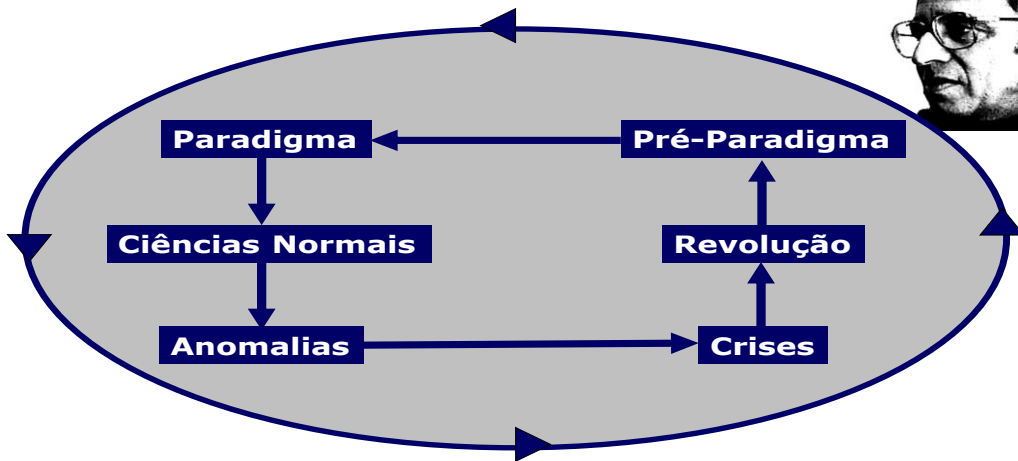 Paradigma
Pré-Paradigma
Ciências Normais
Revolução
Anomalias
Crises